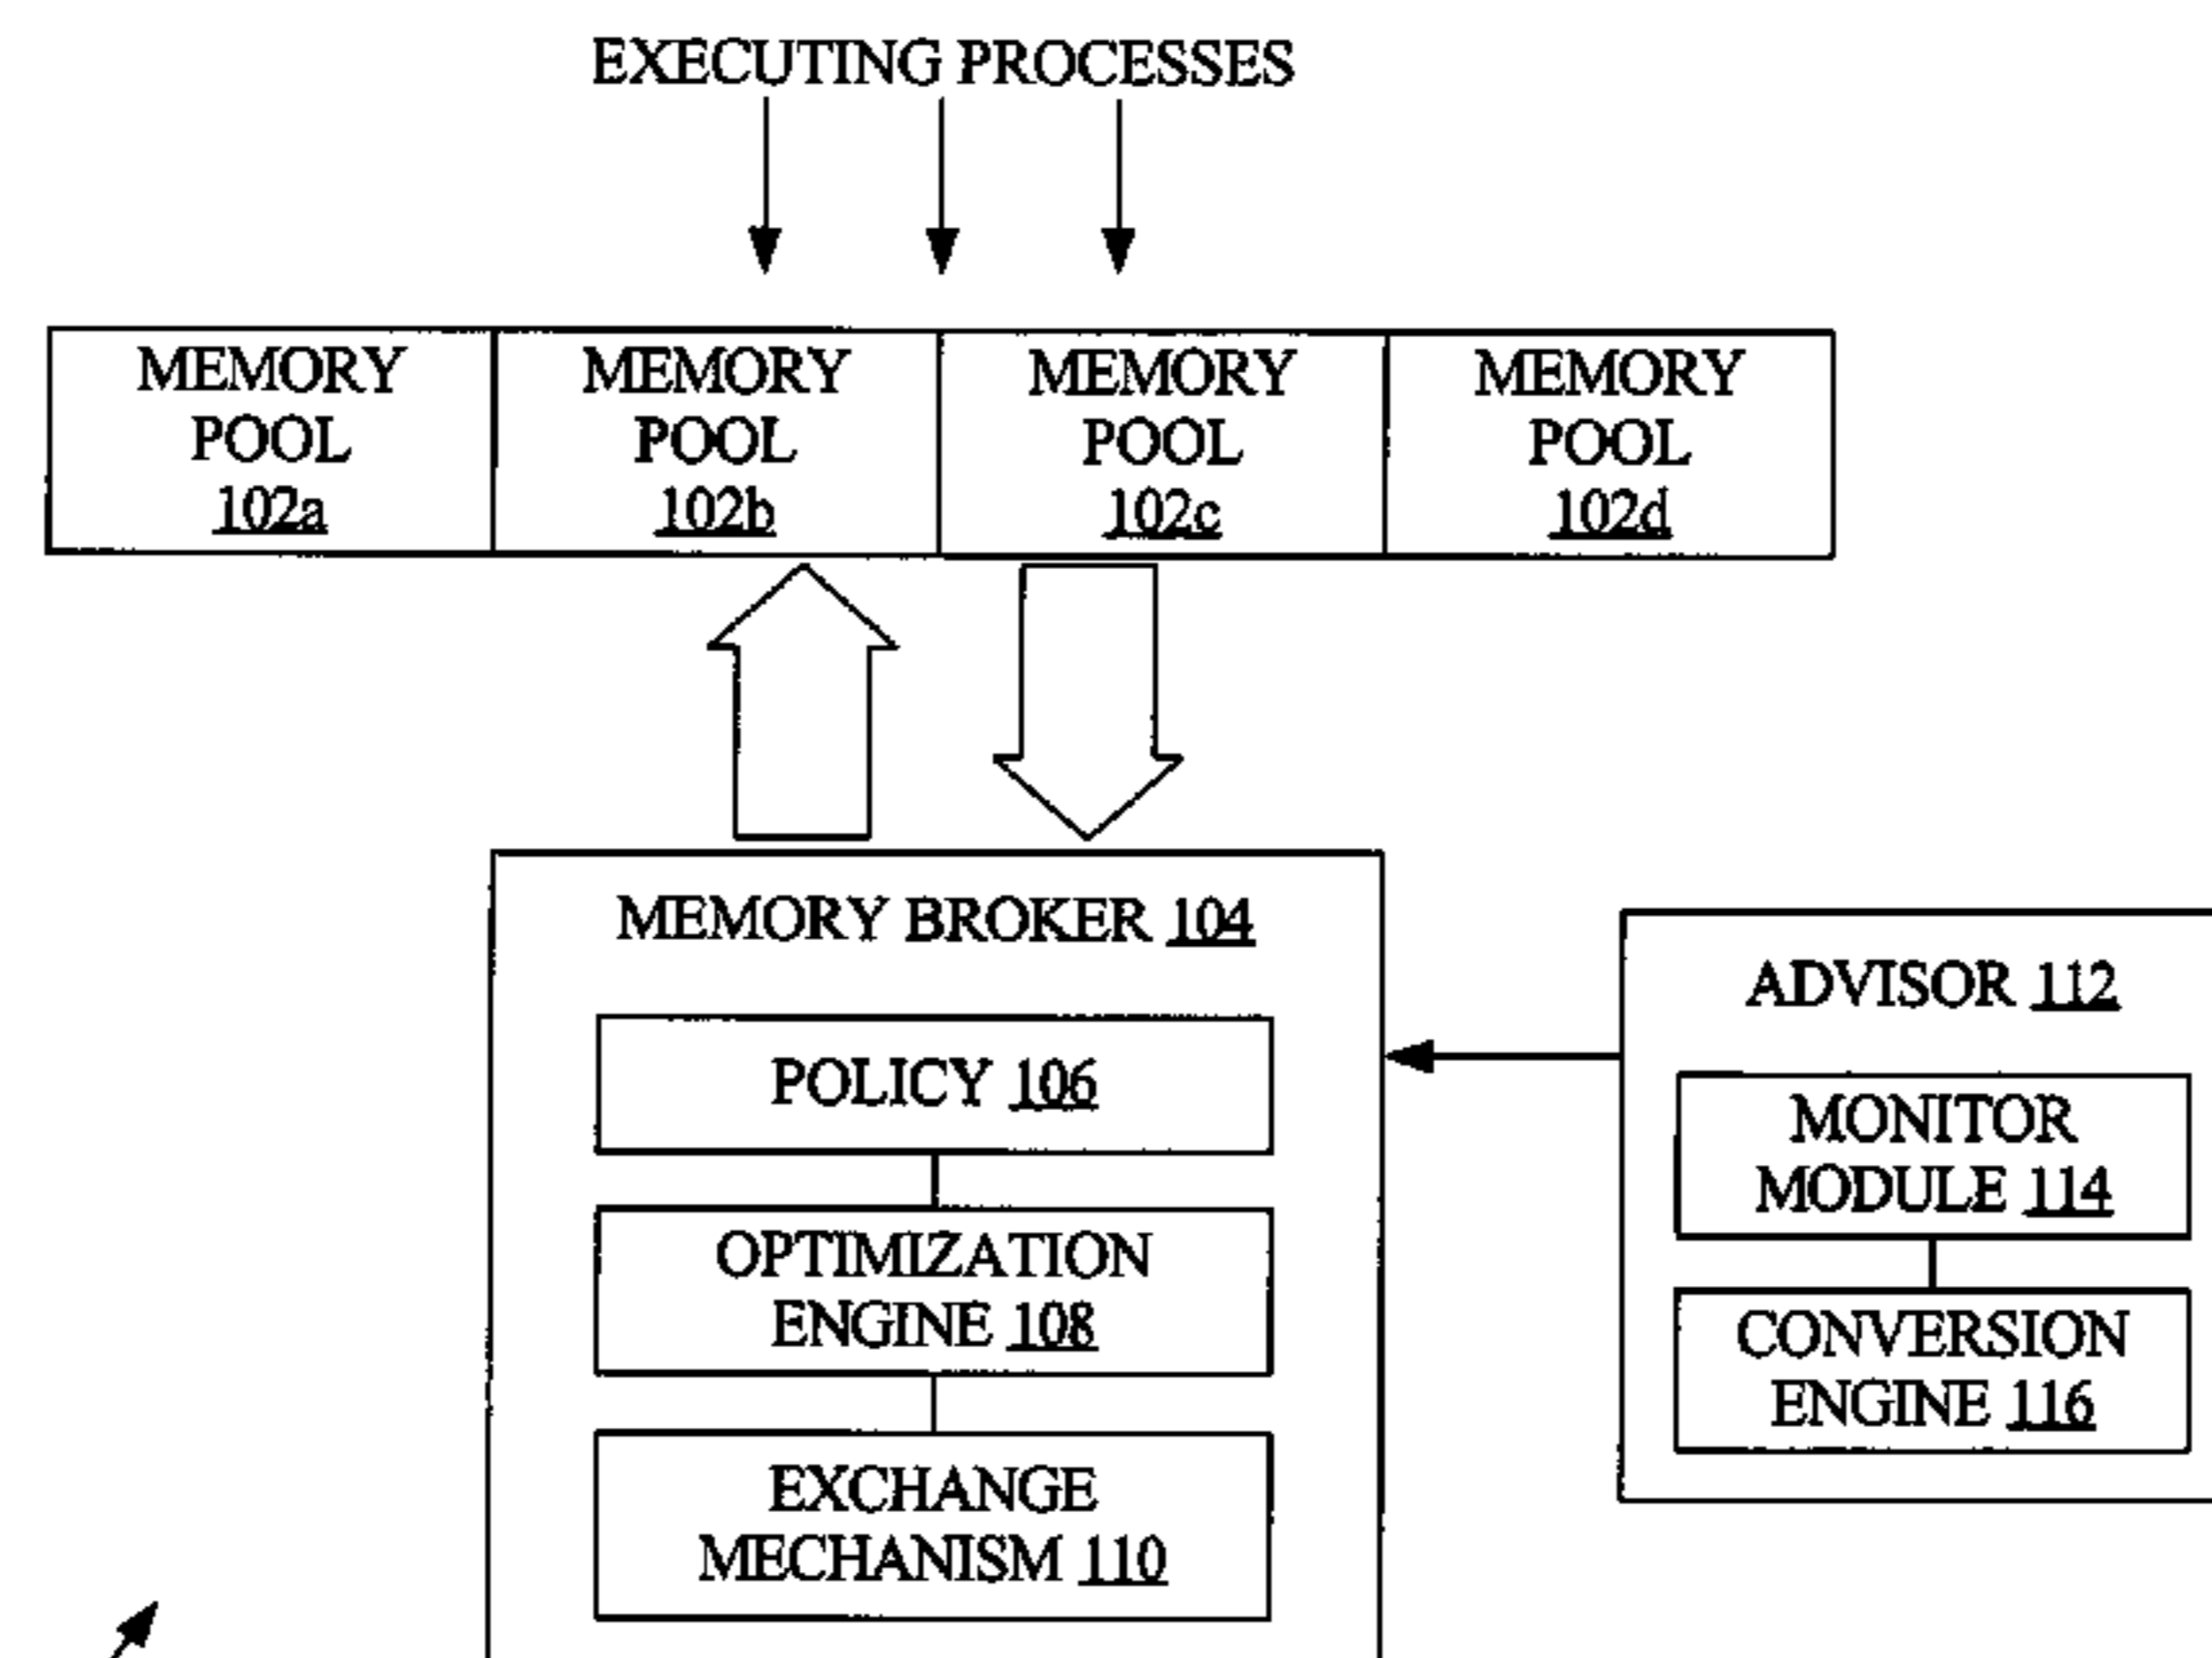 EXECUTING PROCESSES
MEMORY
POOL
102a
MEMORY
POOL
102b
MEMORY
POOL
102c
MEMORY
POOL
102d
MEMORY BROKER 104
POLICY 106
OPTIMIZATION
ENGINE 108
EXCHANGE
MECHANISM 110
ADVISOR 112
MONITOR
MODULE 114
CONVERSION
ENGINE 116